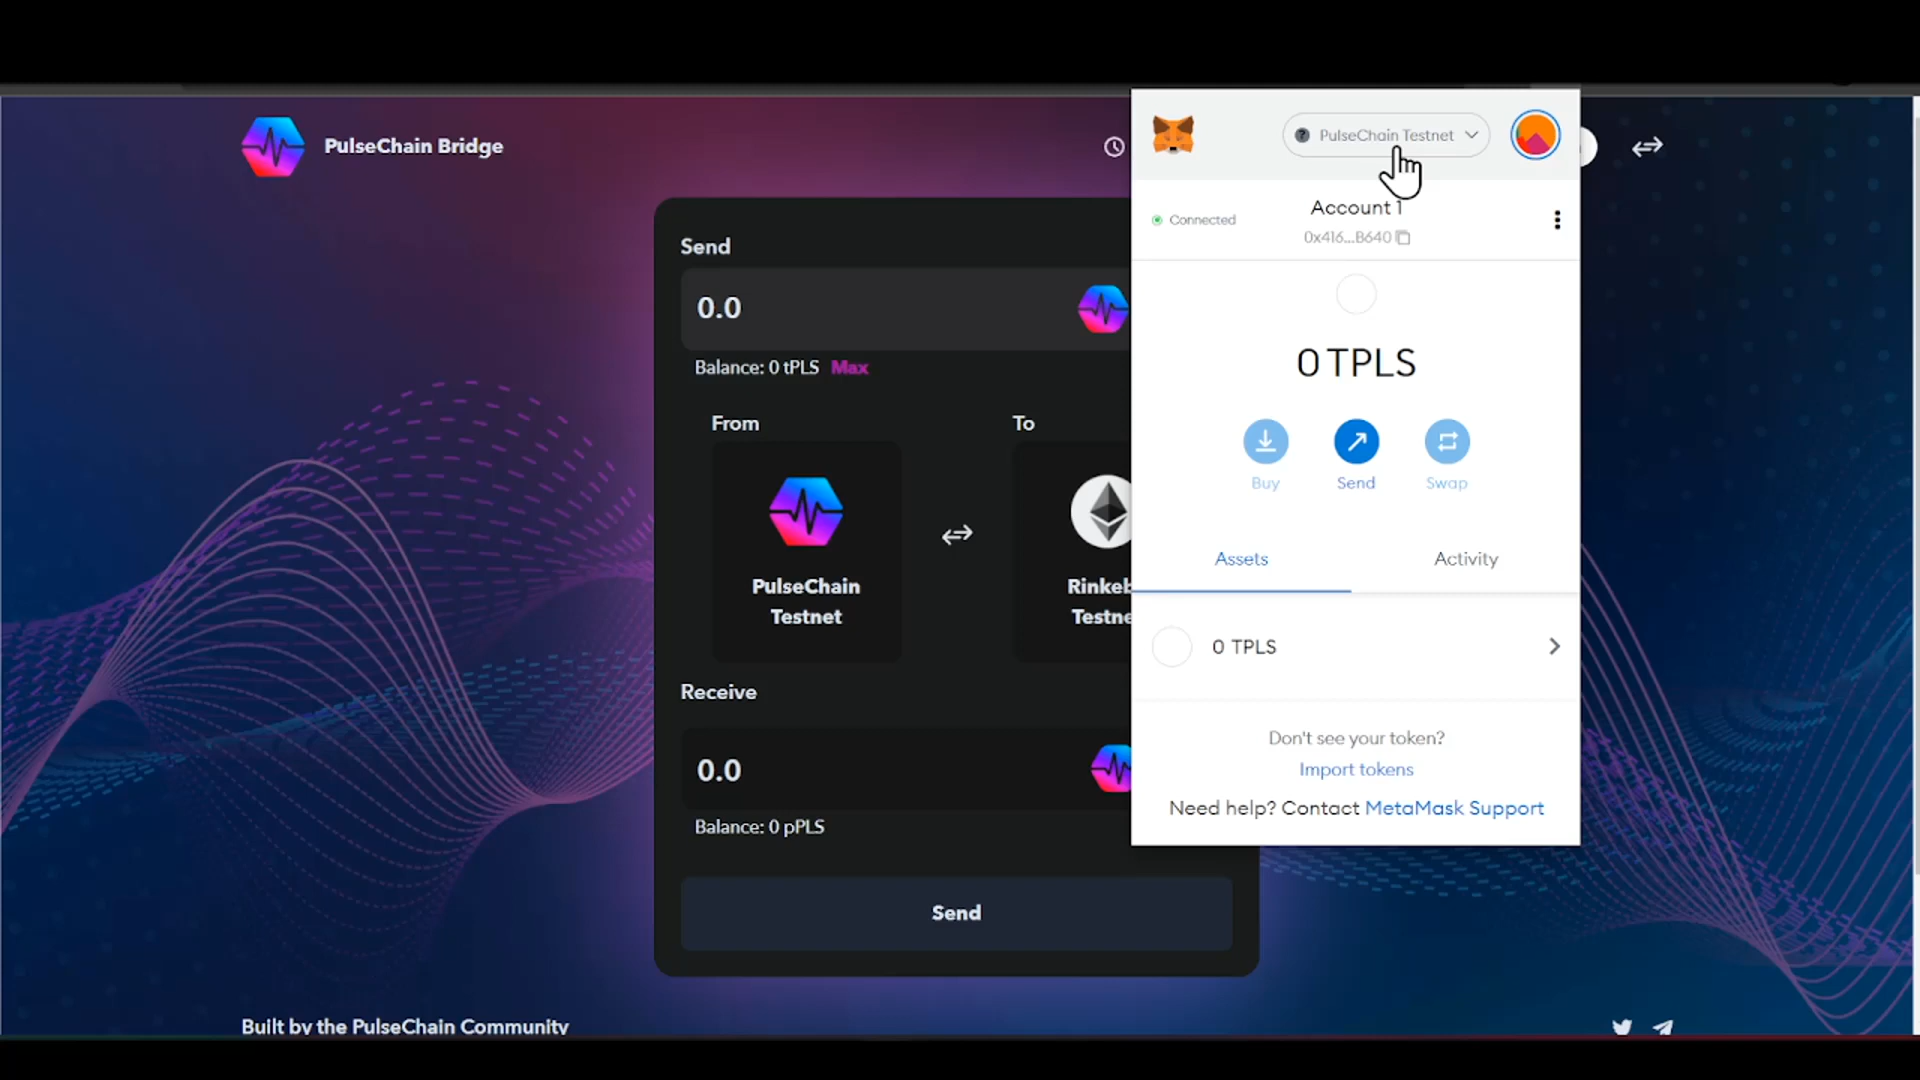 PulseChain Bridge
Send
0.0
Balance: 0 tPLS Max
From
To
PulseChain
Testnet
Rinkeb
Testne
Receive
0.0
Balance: 0 pPLS
Send
Built by the PulseChain Community
PulseChain Testnet
Connected
Account 1
0x416...B640
0 TPLS
Buy
Send
Swap
Assets
Activity
0 TPLS
Don't see your token?
Import tokens
Need help? Contact MetaMask Support